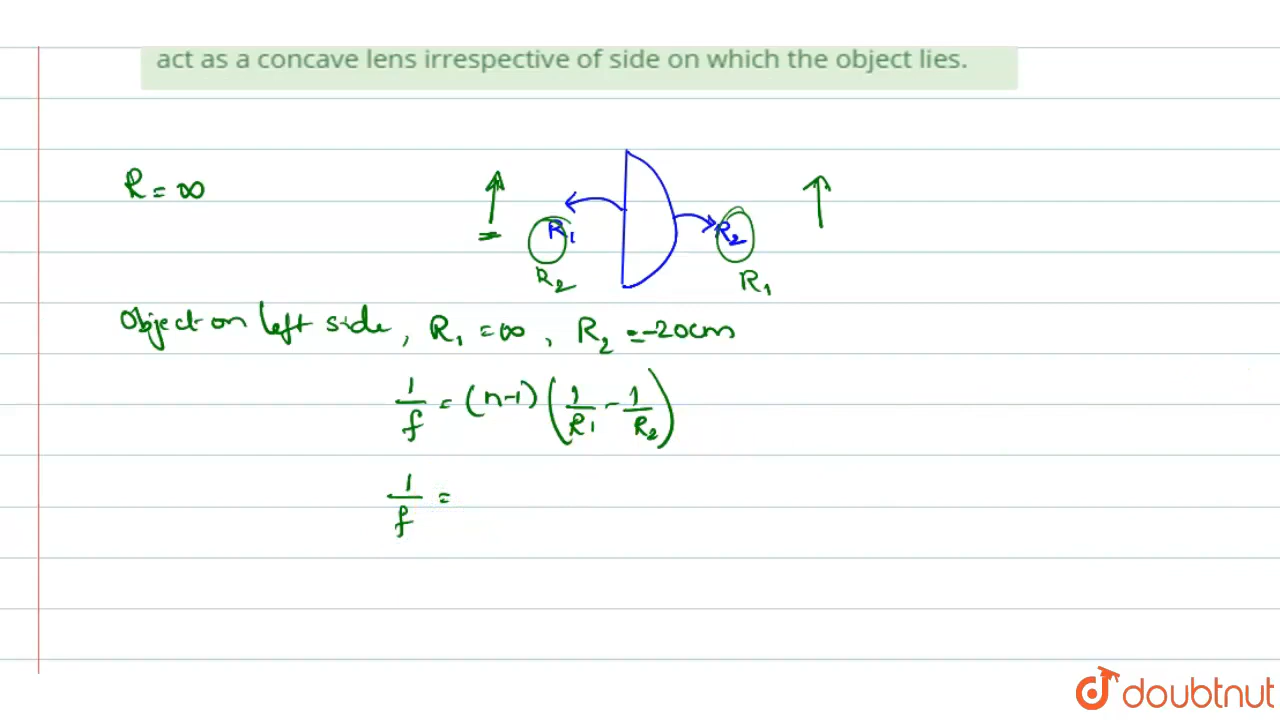 act as a concave lens irrespective of side on which the object lies.
R = ∞
R₁
R₂
R₂
R₁
Object on left side, R₁ = ∞, R₂ = -20cm
1/f = (n-1) (1/R₁ - 1/R₂)
1/f =
doubtnut